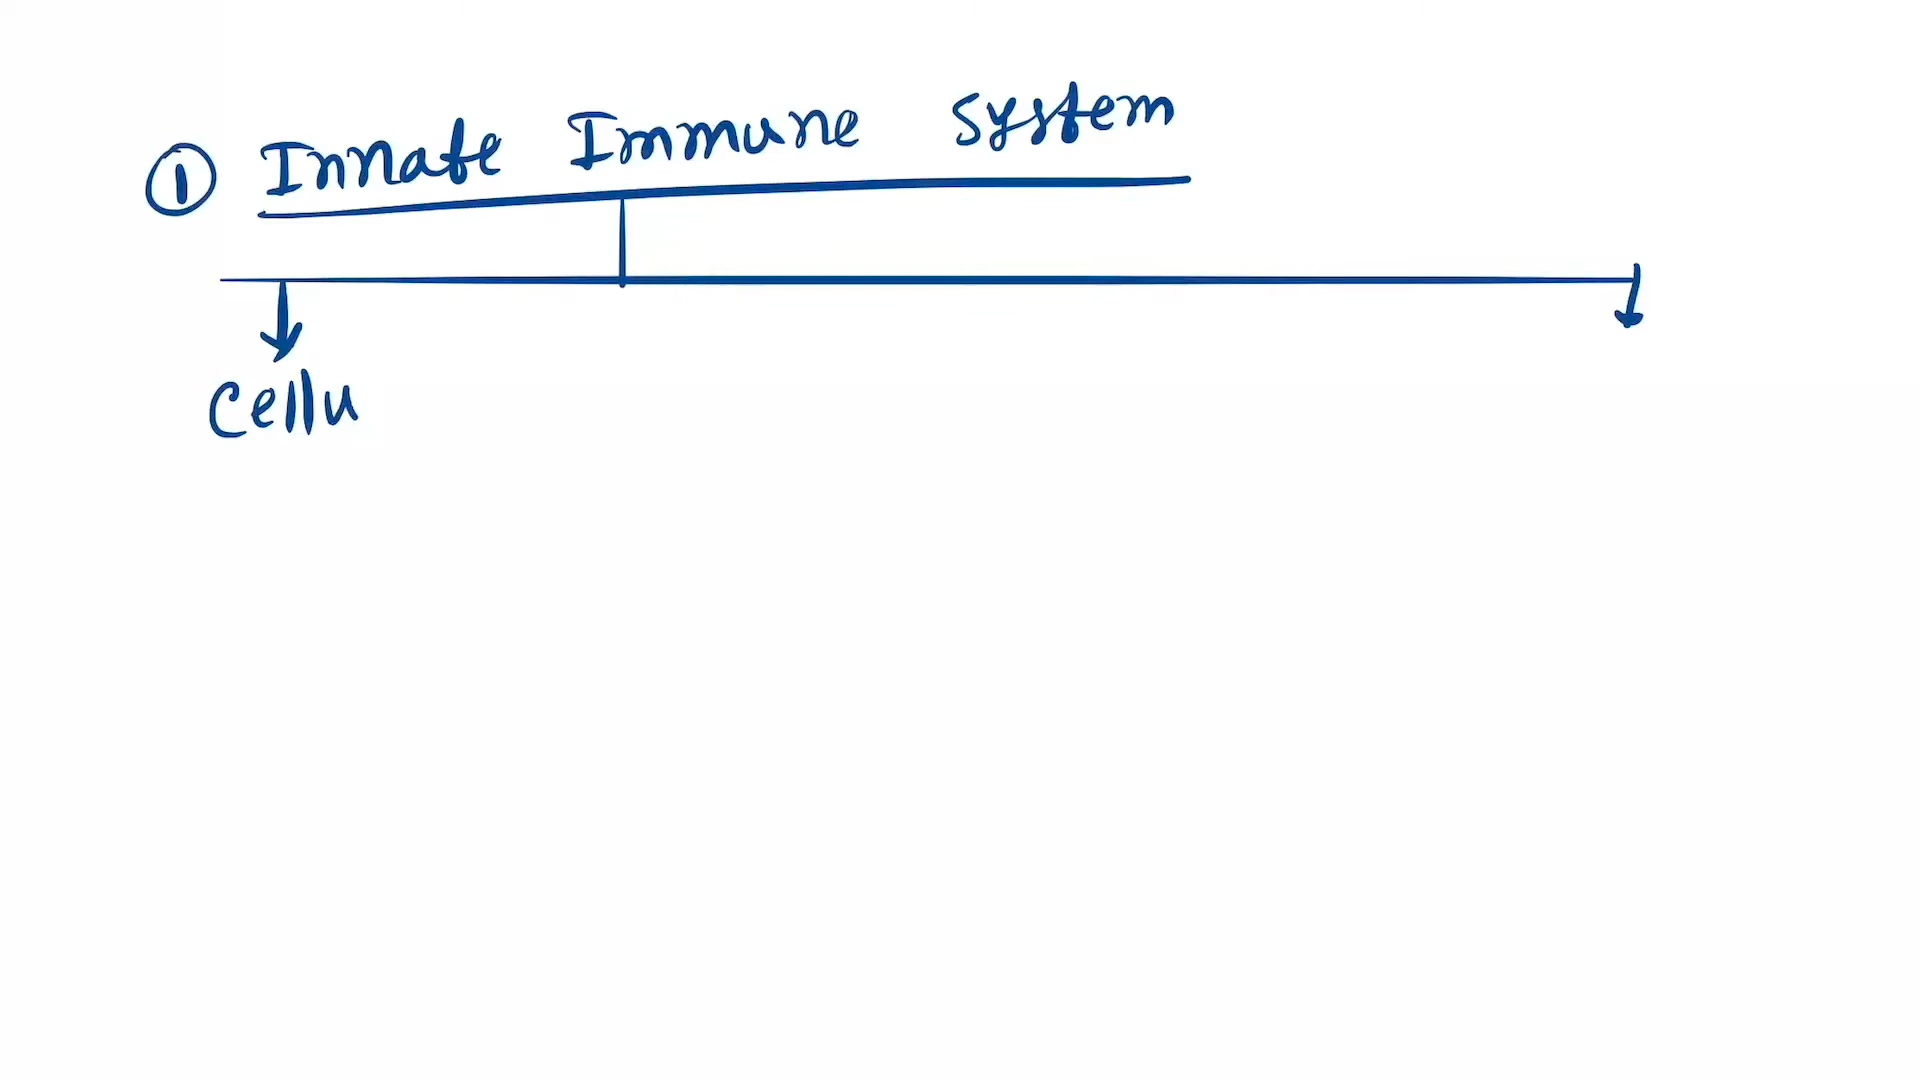 ① Innate Immune System
Cellu